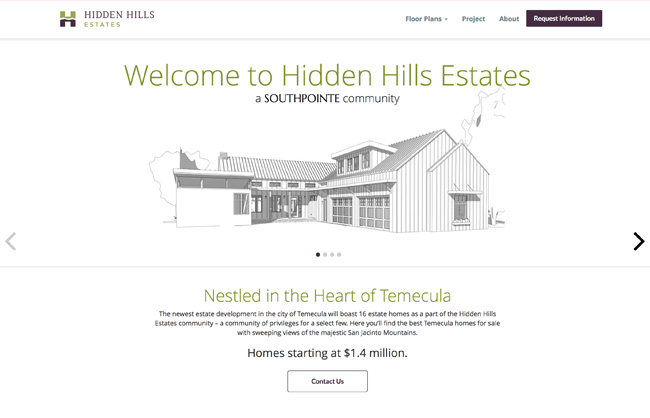 HIDDEN HILLS
ESTATES
Floor Plans
Project
About
Request Information
Welcome to Hidden Hills Estates
a SOUTHPOINTE community
Nestled in the Heart of Temecula
The newest estate development in the city of Temecula will boast 16 estate homes as a part of the Hidden Hills
Estates community – a community of privileges for a select few. Here you'll find the best Temecula homes for sale
with sweeping views of the majestic San Jacinto Mountains.
Homes starting at $1.4 million.
Contact Us